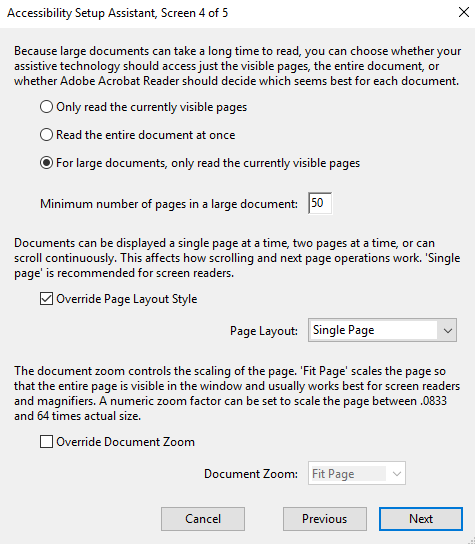 Accessibility Setup Assistant, Screen 4 of 5
Because large documents can take a long time to read, you can choose whether your
assistive technology should access just the visible pages, the entire document, or
whether Adobe Acrobat Reader should decide which seems best for each document.
Only read the currently visible pages
Read the entire document at once
For large documents, only read the currently visible pages
Minimum number of pages in a large document: 50
Documents can be displayed a single page at a time, two pages at a time, or can
scroll continuously. This affects how scrolling and next page operations work. 'Single
page' is recommended for screen readers.
Override Page Layout Style
Page Layout: Single Page
The document zoom controls the scaling of the page. 'Fit Page' scales the page so
that the entire page is visible in the window and usually works best for screen readers
and magnifiers. A numeric zoom factor can be set to scale the page between .0833
and 64 times actual size.
Override Document Zoom
Document Zoom: Fit Page
Cancel Previous Next